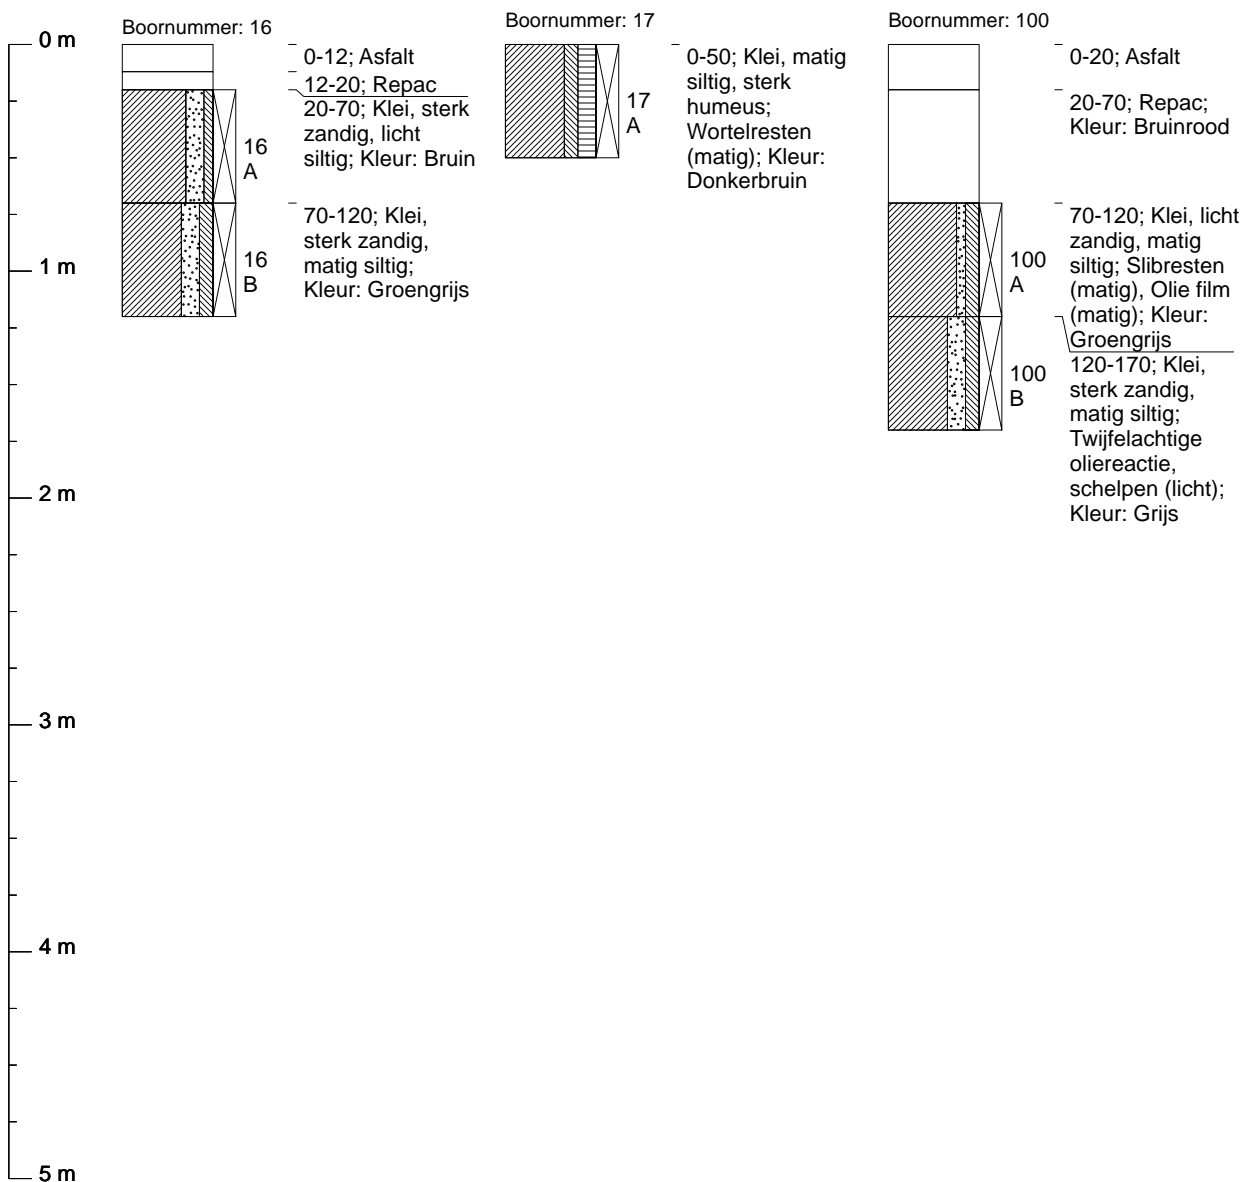 0 m
1 m
2 m
3 m
4 m
5 m
Boornummer: 16
16
A
16
B
0-12; Asfalt
12-20; Repac
20-70; Klei, sterk
zandig, licht
siltig; Kleur: Bruin
70-120; Klei,
sterk zandig,
matig siltig;
Kleur: Groengrijs
Boornummer: 17
17
A
0-50; Klei, matig
siltig, sterk
humeus;
Wortelresten
(matig); Kleur:
Donkerbruin
Boornummer: 100
100
A
100
B
0-20; Asfalt
20-70; Repac;
Kleur: Bruinrood
70-120; Klei, licht
zandig, matig
siltig; Slibresten
(matig), Olie film
(matig); Kleur:
Groengrijs
120-170; Klei,
sterk zandig,
matig siltig;
Twijfelachtige
oliereactie,
schelpen (licht);
Kleur: Grijs